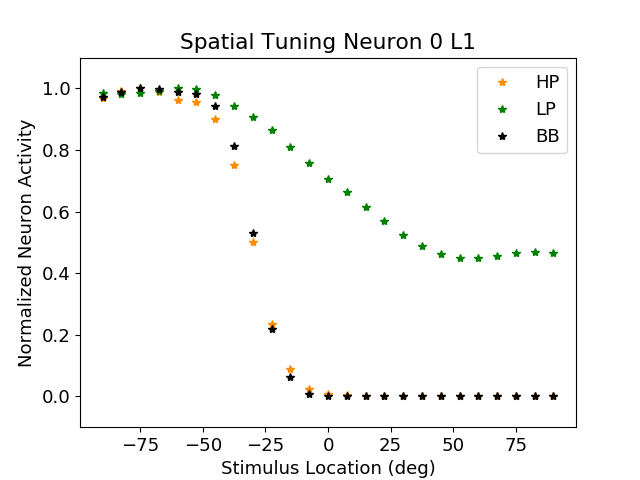 Spatial Tuning Neuron 0 L1
HP
LP
BB
Normalized Neuron Activity
1.0
0.8
0.6
0.4
0.2
0.0
−75
−50
−25
0
25
50
75
Stimulus Location (deg)